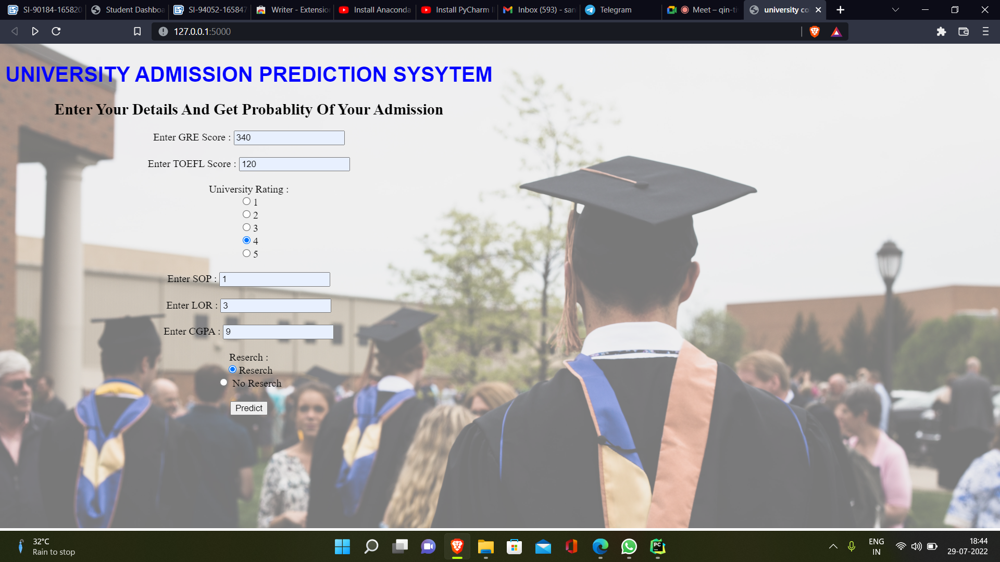 SI-90184-165820
Student Dashboa
SI-94052-165847
Writer - Extensio
Install Anaconda
Install PyCharm I
Inbox (593) - san
Telegram
Meet – qin-ti
university co
127.0.0.1:5000
UNIVERSITY ADMISSION PREDICTION SYSYTEM
Enter Your Details And Get Probablity Of Your Admission
Enter GRE Score : 340
Enter TOEFL Score : 120
University Rating :
1
2
3
4
5
Enter SOP : 1
Enter LOR : 3
Enter CGPA : 9
Reserch :
Reserch
No Reserch
Predict
32°C
Rain to stop
PC
ENG
IN
18:44
29-07-2022